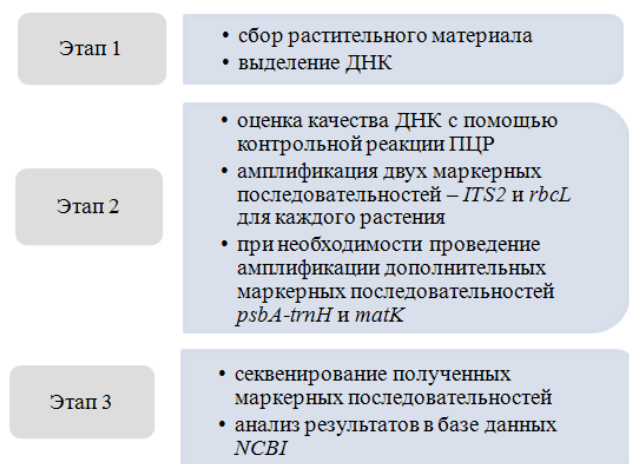 Этап 1
• сбор растительного материала
• выделение ДНК
Этап 2
• оценка качества ДНК с помощью
контрольной реакции ПЦР
• амплификация двух маркерных
последовательностей – ITS2 и rbcL
для каждого растения
• при необходимости проведение
амплификации дополнительных
маркерных последовательностей
psbA-trnH и matK
Этап 3
• секвенирование полученных
маркерных последовательностей
• анализ результатов в базе данных
NCBI